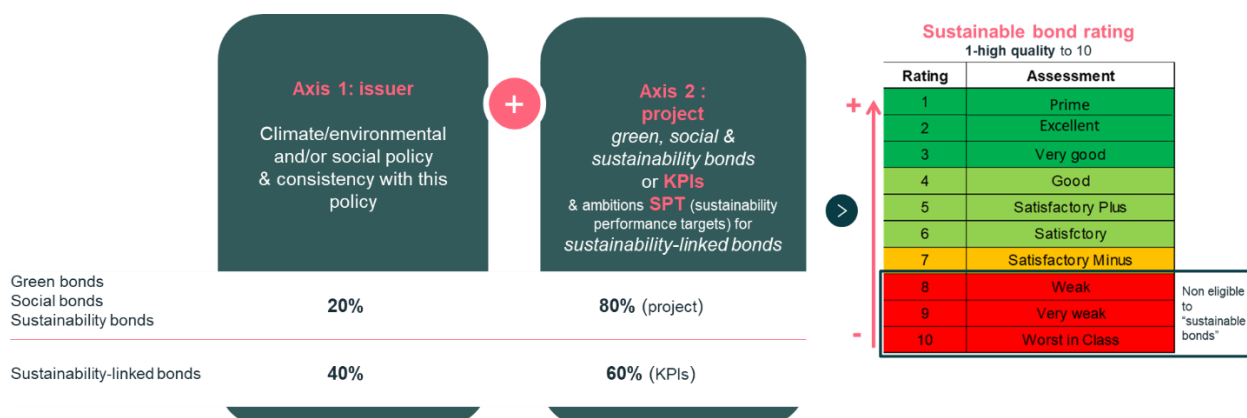 Axis 1: issuer
Climate/environmental
and/or social policy
& consistency with this
policy
+
Axis 2 :
project
green, social &
sustainability bonds
or KPIs
& ambitions SPT (sustainability
performance targets) for
sustainability-linked bonds
Green bonds
Social bonds
Sustainability bonds
20%
80% (project)
Sustainability-linked bonds
40%
60% (KPIs)
>
Sustainable bond rating
1-high quality to 10
Rating Assessment
+
1 Prime
2 Excellent
3 Very good
4 Good
5 Satisfactory Plus
6 Satisfctory
7 Satisfactory Minus
8 Weak
9 Very weak
10 Worst in Class
-
Non eligible
to
“sustainable
bonds”